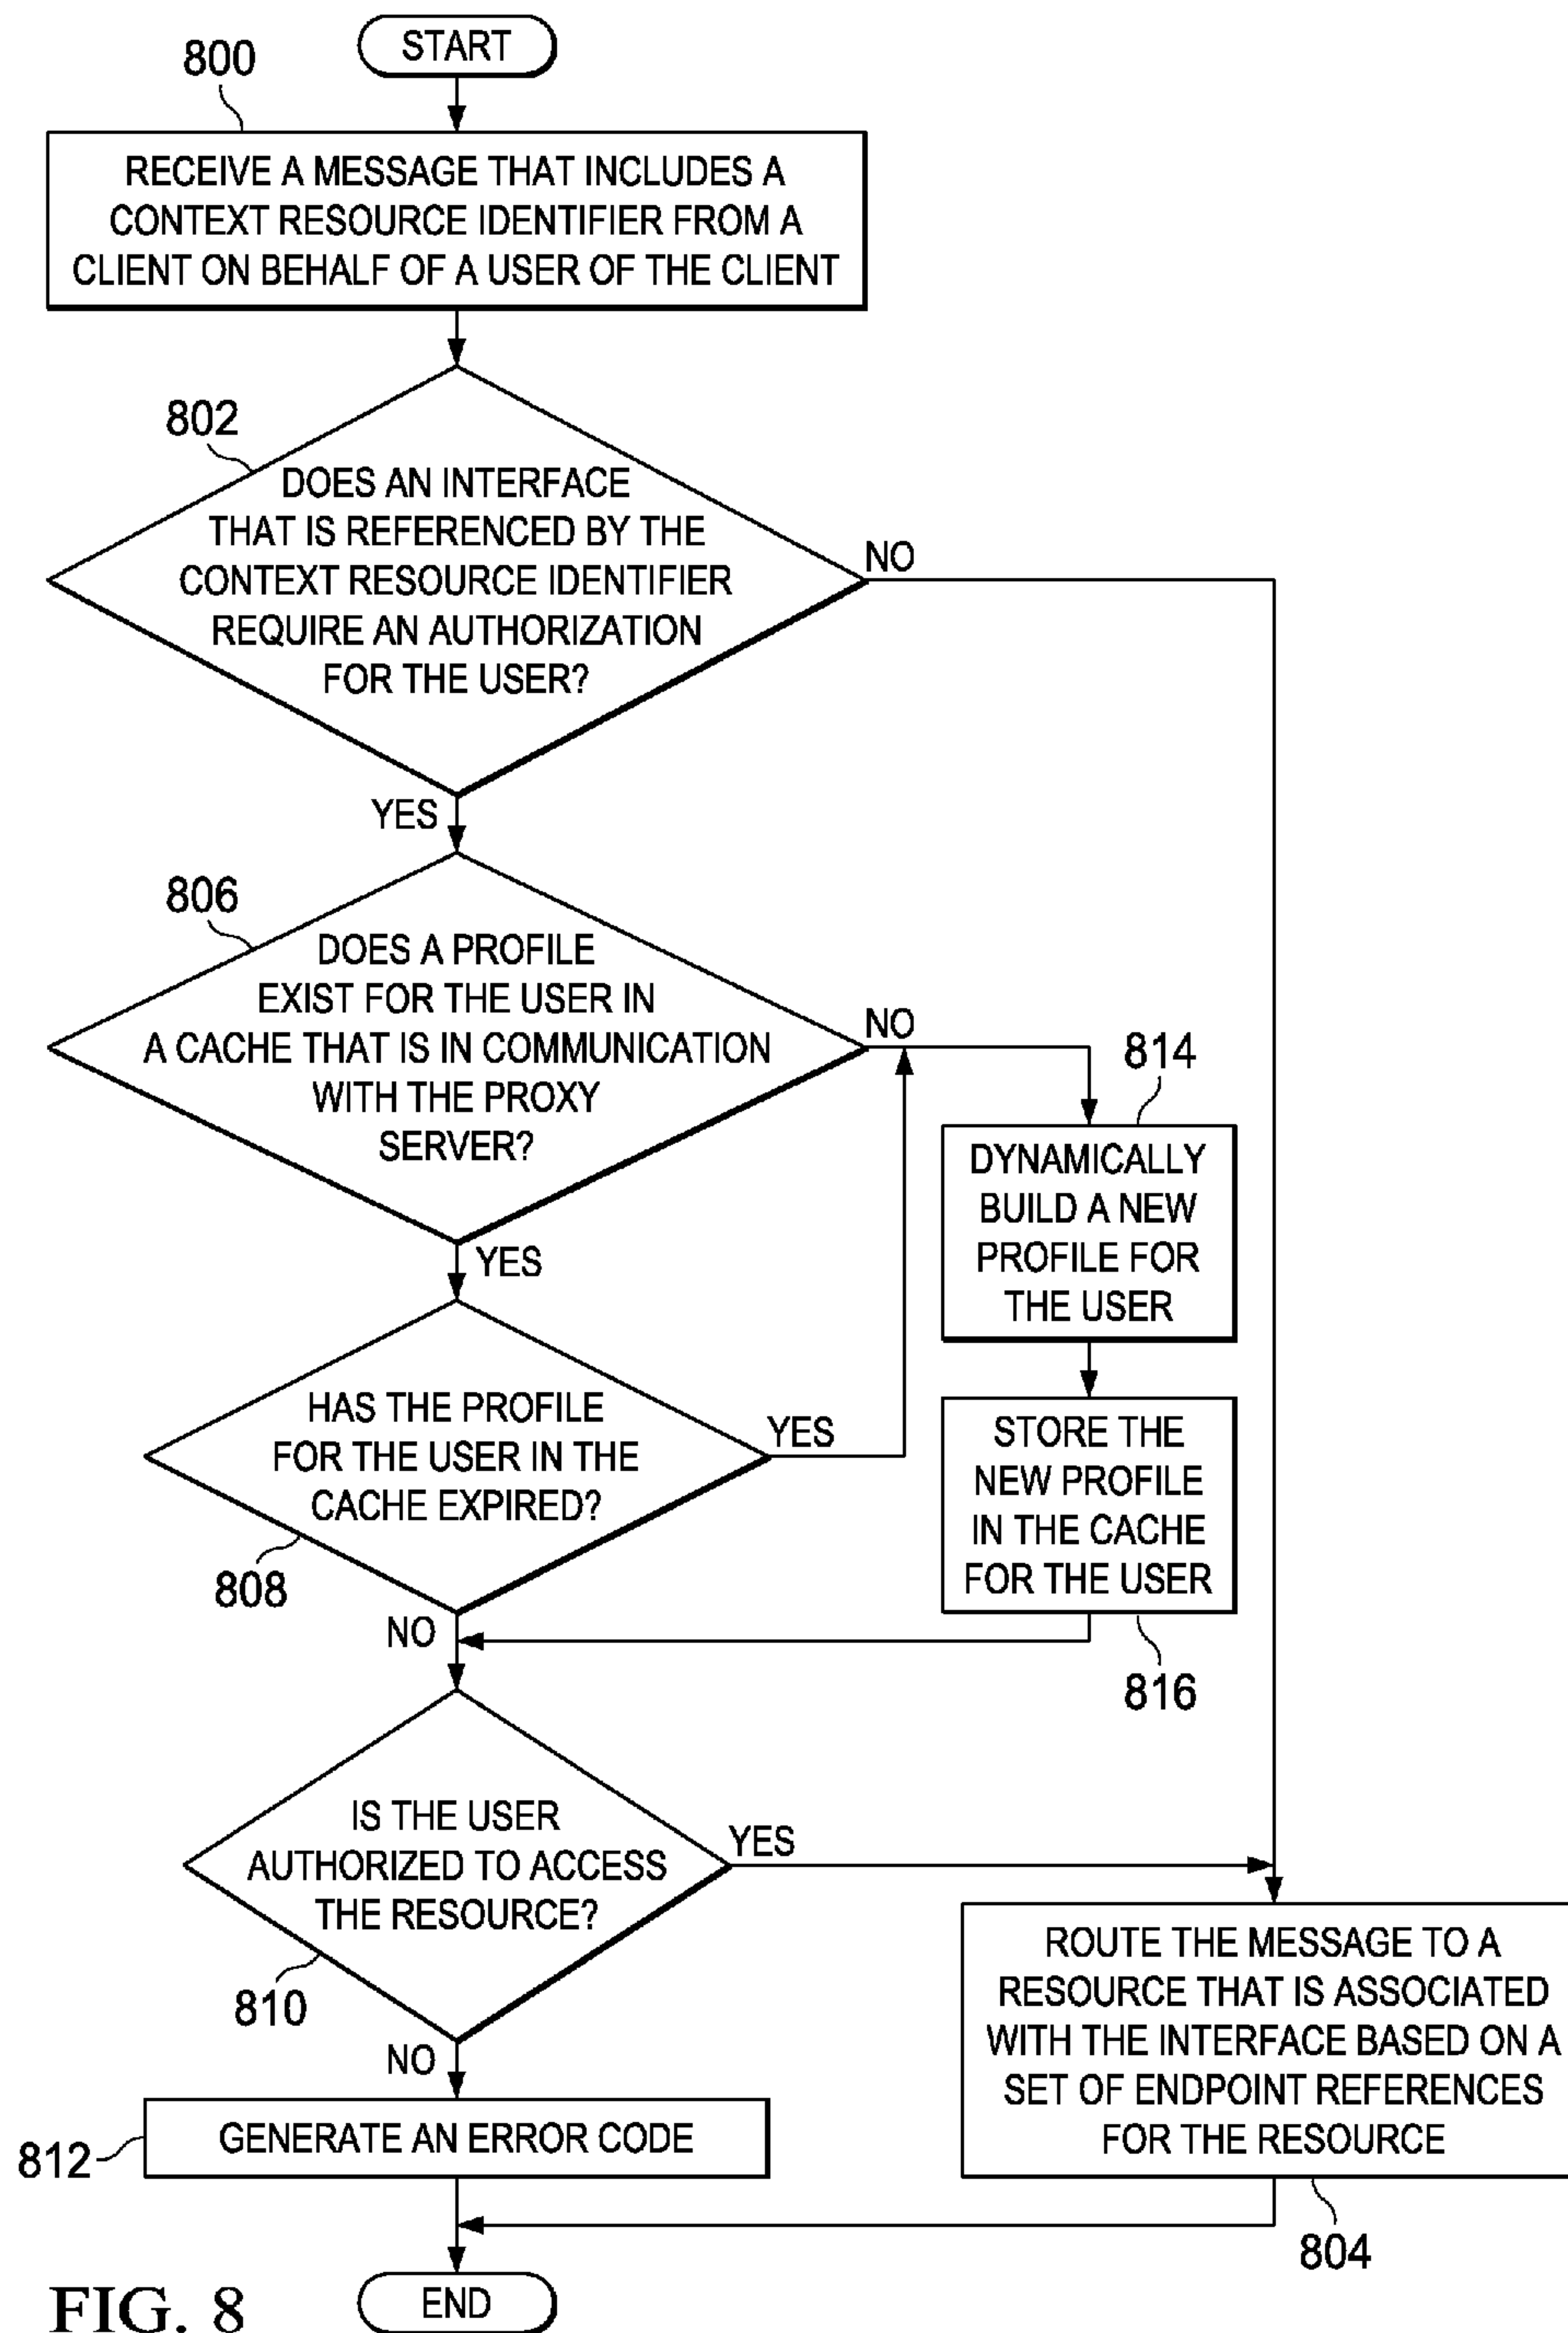 START
800
RECEIVE A MESSAGE THAT INCLUDES A
CONTEXT RESOURCE IDENTIFIER FROM A
CLIENT ON BEHALF OF A USER OF THE CLIENT
802
DOES AN INTERFACE
THAT IS REFERENCED BY THE
CONTEXT RESOURCE IDENTIFIER
REQUIRE AN AUTHORIZATION
FOR THE USER?
NO
YES
806
DOES A PROFILE
EXIST FOR THE USER IN
A CACHE THAT IS IN COMMUNICATION
WITH THE PROXY
SERVER?
NO
814
DYNAMICALLY
BUILD A NEW
PROFILE FOR
THE USER
YES
HAS THE PROFILE
FOR THE USER IN THE
CACHE EXPIRED?
YES
808
STORE THE
NEW PROFILE
IN THE CACHE
FOR THE USER
816
NO
IS THE USER
AUTHORIZED TO ACCESS
THE RESOURCE?
YES
810
ROUTE THE MESSAGE TO A
RESOURCE THAT IS ASSOCIATED
WITH THE INTERFACE BASED ON A
SET OF ENDPOINT REFERENCES
FOR THE RESOURCE
804
NO
GENERATE AN ERROR CODE
812
END
FIG. 8